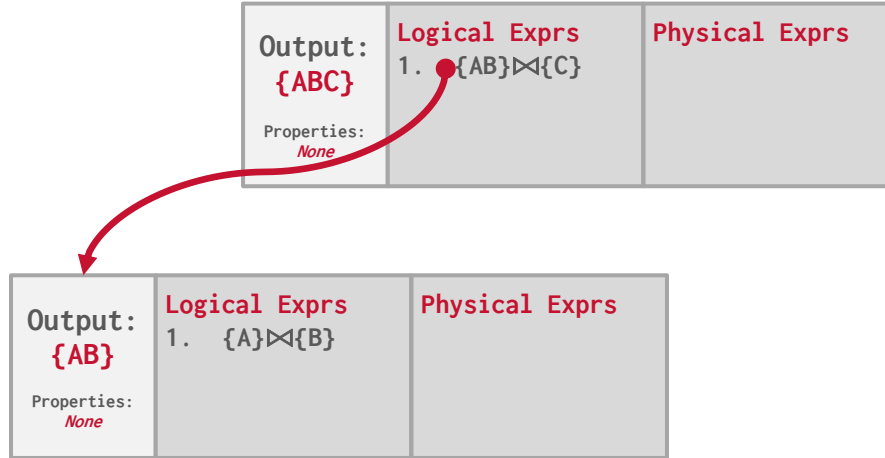 Output:
{ABC}
Properties:
None
Logical Exprs
1. {AB}⋈{C}
Physical Exprs
Output:
{AB}
Properties:
None
Logical Exprs
1. {A}⋈{B}
Physical Exprs